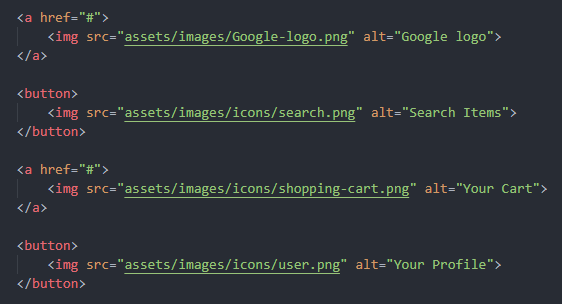 <a href="#">
<img src="assets/images/Google-logo.png" alt="Google logo">
</a>
<button>
<img src="assets/images/icons/search.png" alt="Search Items">
</button>
<a href="#">
<img src="assets/images/icons/shopping-cart.png" alt="Your Cart">
</a>
<button>
<img src="assets/images/icons/user.png" alt="Your Profile">
</button>